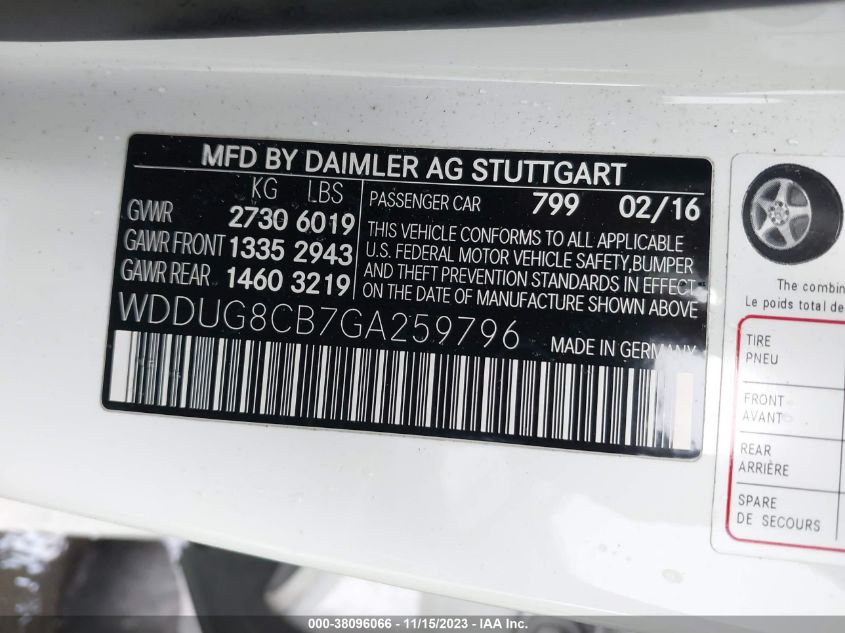 MFD BY DAIMLER AG STUTTGART
KG LBS
GVWR 2730 6019
GAWR FRONT 1335 2943
GAWR REAR 1460 3219
PASSENGER CAR 799 02/16
THIS VEHICLE CONFORMS TO ALL APPLICABLE
U.S. FEDERAL MOTOR VEHICLE SAFETY,BUMPER
AND THEFT PREVENTION STANDARDS IN EFFECT
ON THE DATE OF MANUFACTURE SHOWN ABOVE.
WDDUG8CB7GA259796
MADE IN GERMANY
The combin
Le poids total de
TIRE
PNEU
FRONT
AVANT
REAR
ARRIÈRE
SPARE
DE SECOURS
000-38096066 - 11/15/2023 - IAAI Inc.